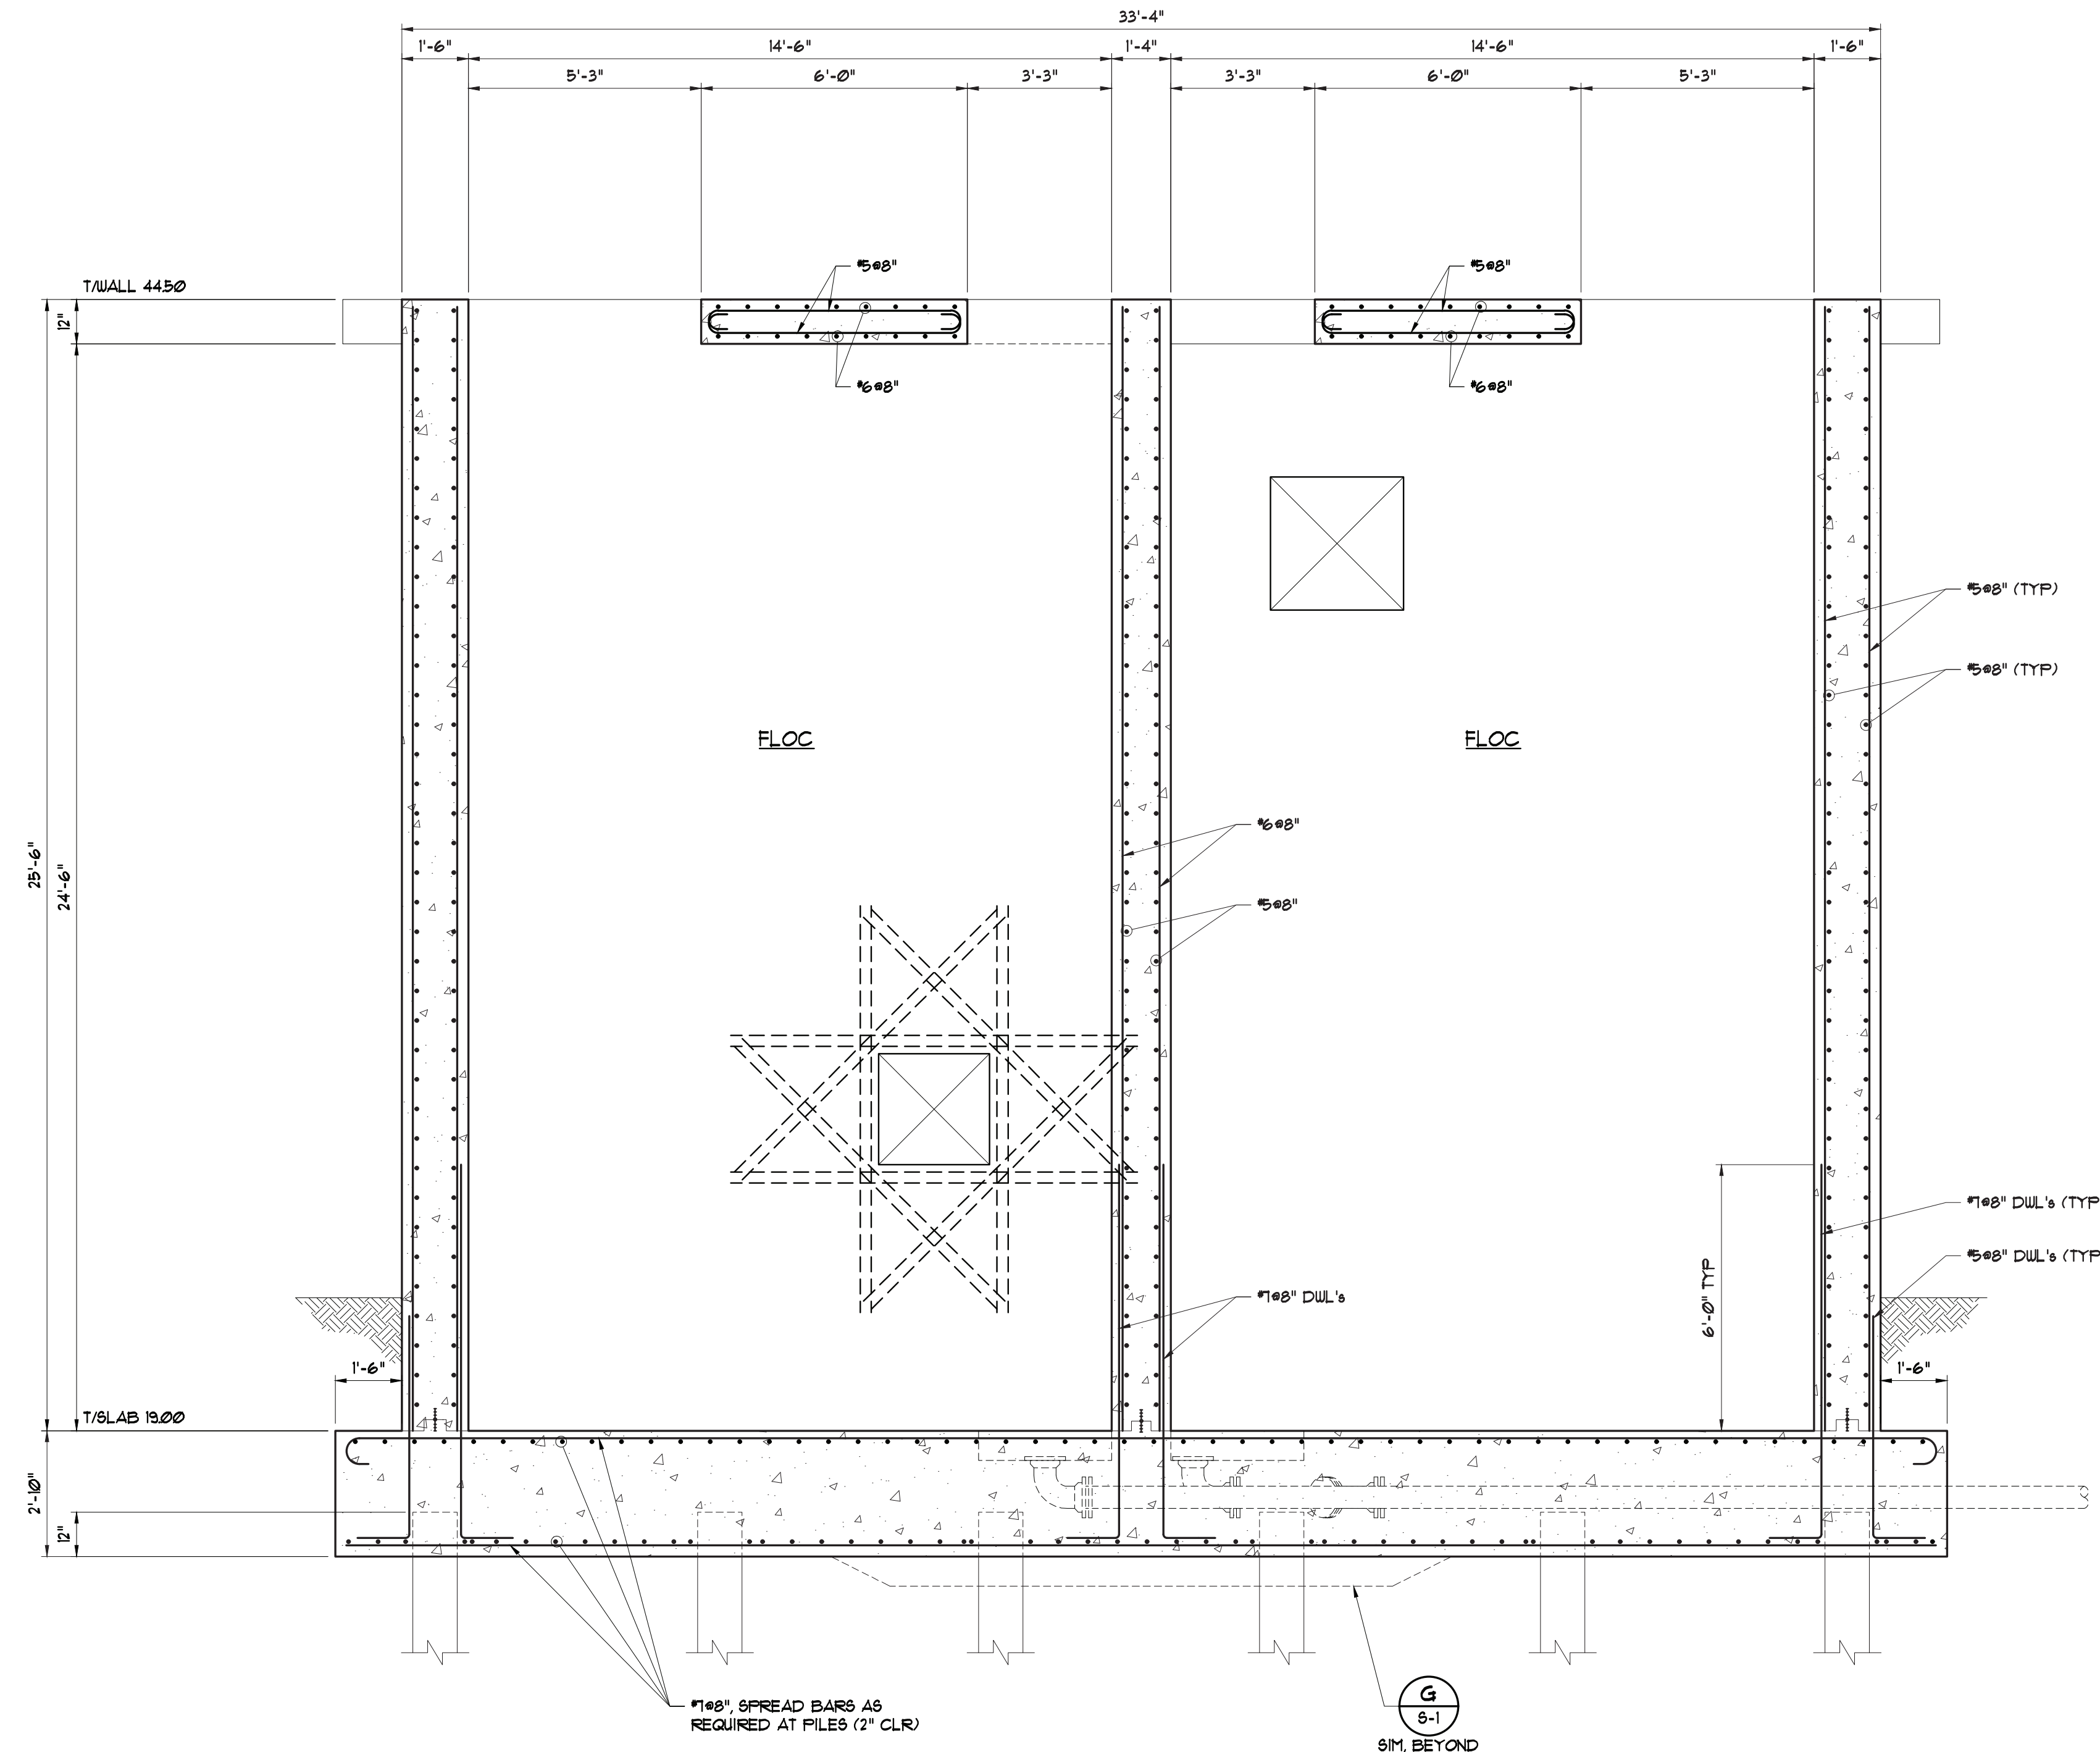 33'-4"
1'-6" 14'-6" 1'-4" 14'-6" 1'-6"
5'-3" 6'-0" 3'-3" 3'-3" 6'-0" 5'-3"
#5@8" #5@8"
T/WALL 44.50
12"
#6@8" #6@8"
#5@8" (TYP)
#5@8" (TYP)
FLOC FLOC
#6@8"
25'-6"
24'-6"
#5@8"
#7@8" DWL's (TYP
#5@8" DWL's (TYP
6'-0" TYP
#7@8" DWL's
1'-6" 1'-6"
T/SLAB 19.00
2'-10"
12"
#7@8", SPREAD BARS AS
REQUIRED AT PILES (2" CLR)
G
S-1
SIM, BEYOND